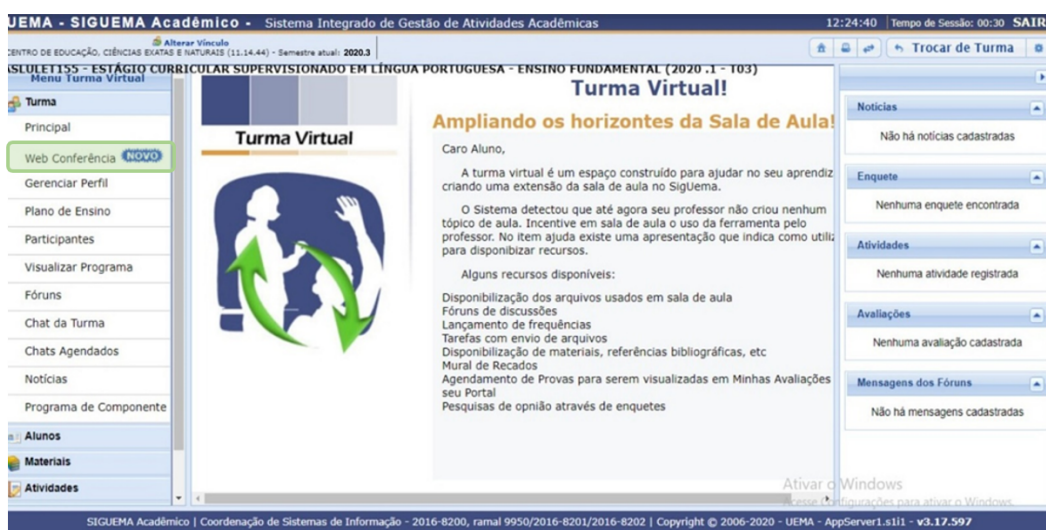 UEMA - SIGUEMA Acadêmico - Sistema Integrado de Gestão de Atividades Acadêmicas 12:24:40 Tempo de Sessão: 00:30 SAIR
Alterar Vínculo
CENTRO DE EDUCAÇÃO, CIÊNCIAS EXATAS E NATURAIS (11.14.44) - Semestre atual: 2020.3
Trocar de Turma
ASLULET155 - ESTÁGIO CURRICULAR SUPERVISIONADO EM LÍNGUA PORTUGUESA - ENSINO FUNDAMENTAL (2020 .1 - T03)
Menu Turma Virtual
Turma
Principal
Web Conferência NOVO
Gerenciar Perfil
Plano de Ensino
Participantes
Visualizar Programa
Fóruns
Chat da Turma
Chats Agendados
Notícias
Programa de Componente
Alunos
Materiais
Atividades
Turma Virtual
Turma Virtual!
Ampliando os horizontes da Sala de Aula!
Caro Aluno,
A turma virtual é um espaço construído para ajudar no seu aprendiz
criando uma extensão da sala de aula no SigUema.
O Sistema detectou que até agora seu professor não criou nenhum
tópico de aula. Incentive em sala de aula o uso da ferramenta pelo
professor. No item ajuda existe uma apresentação que indica como utiliz
para disponibizar recursos.
Alguns recursos disponíveis:
Disponibilização dos arquivos usados em sala de aula
Fóruns de discussões
Lançamento de frequências
Tarefas com envio de arquivos
Disponibilização de materiais, referências bibliográficas, etc
Mural de Recados
Agendamento de Provas para serem visualizadas em Minhas Avaliações
seu Portal
Pesquisas de opnião através de enquetes
Notícias
Não há notícias cadastradas
Enquete
Nenhuma enquete encontrada
Atividades
Nenhuma atividade registrada
Avaliações
Nenhuma avaliação cadastrada
Mensagens dos Fóruns
Não há mensagens cadastradas
Ativar o Windows
Acesse Configurações para ativar o Windows.
SIGUEMA Acadêmico | Coordenação de Sistemas de Informação - 2016-8200, ramal 9950/2016-8201/2016-8202 | Copyright © 2006-2020 - UEMA - AppServer1.sli1 - v3.17.597